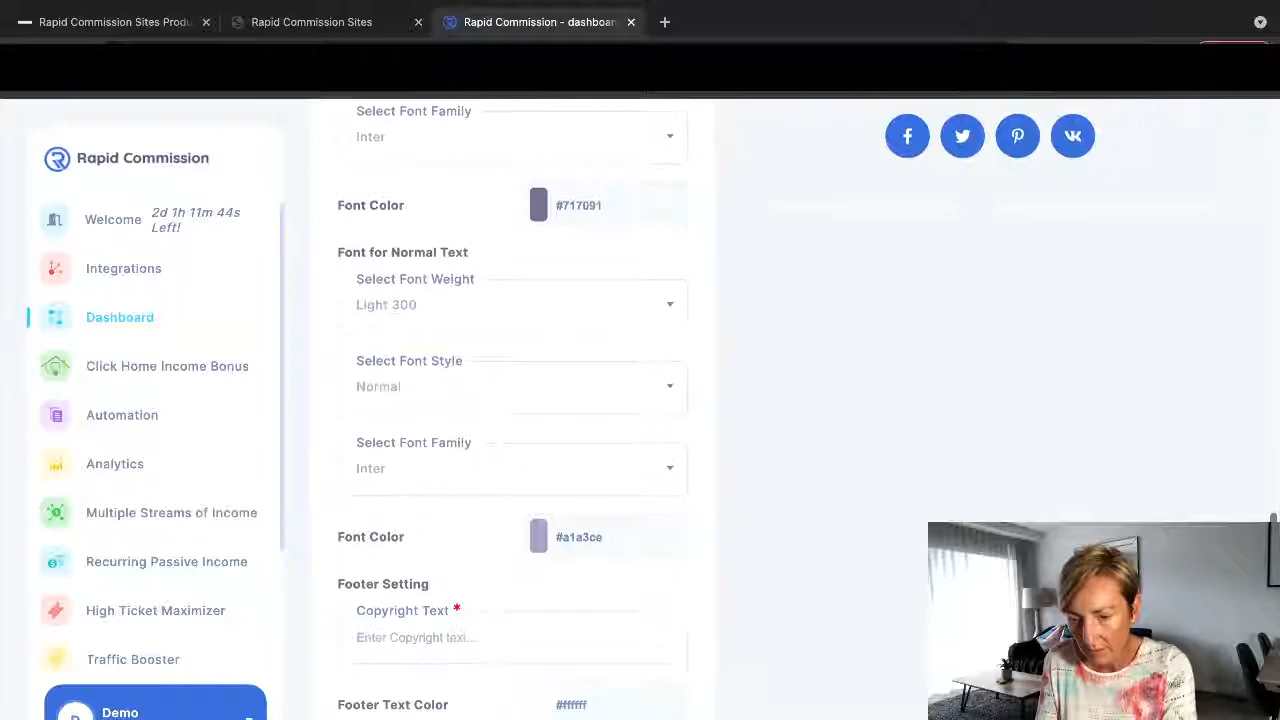 Rapid Commission Sites Produ
Rapid Commission Sites
Rapid Commission - dashboar
Rapid Commission
Welcome
2d 1h 11m 44s
Left!
Integrations
Dashboard
Click Home Income Bonus
Automation
Analytics
Multiple Streams of Income
Recurring Passive Income
High Ticket Maximizer
Traffic Booster
D
Demo
Select Font Family
Inter
Font Color
#717091
Font for Normal Text
Select Font Weight
Light 300
Select Font Style
Normal
Select Font Family
Inter
Font Color
#a1a3ce
Footer Setting
Copyright Text *
Enter Copyright text...
Footer Text Color
#ffffff